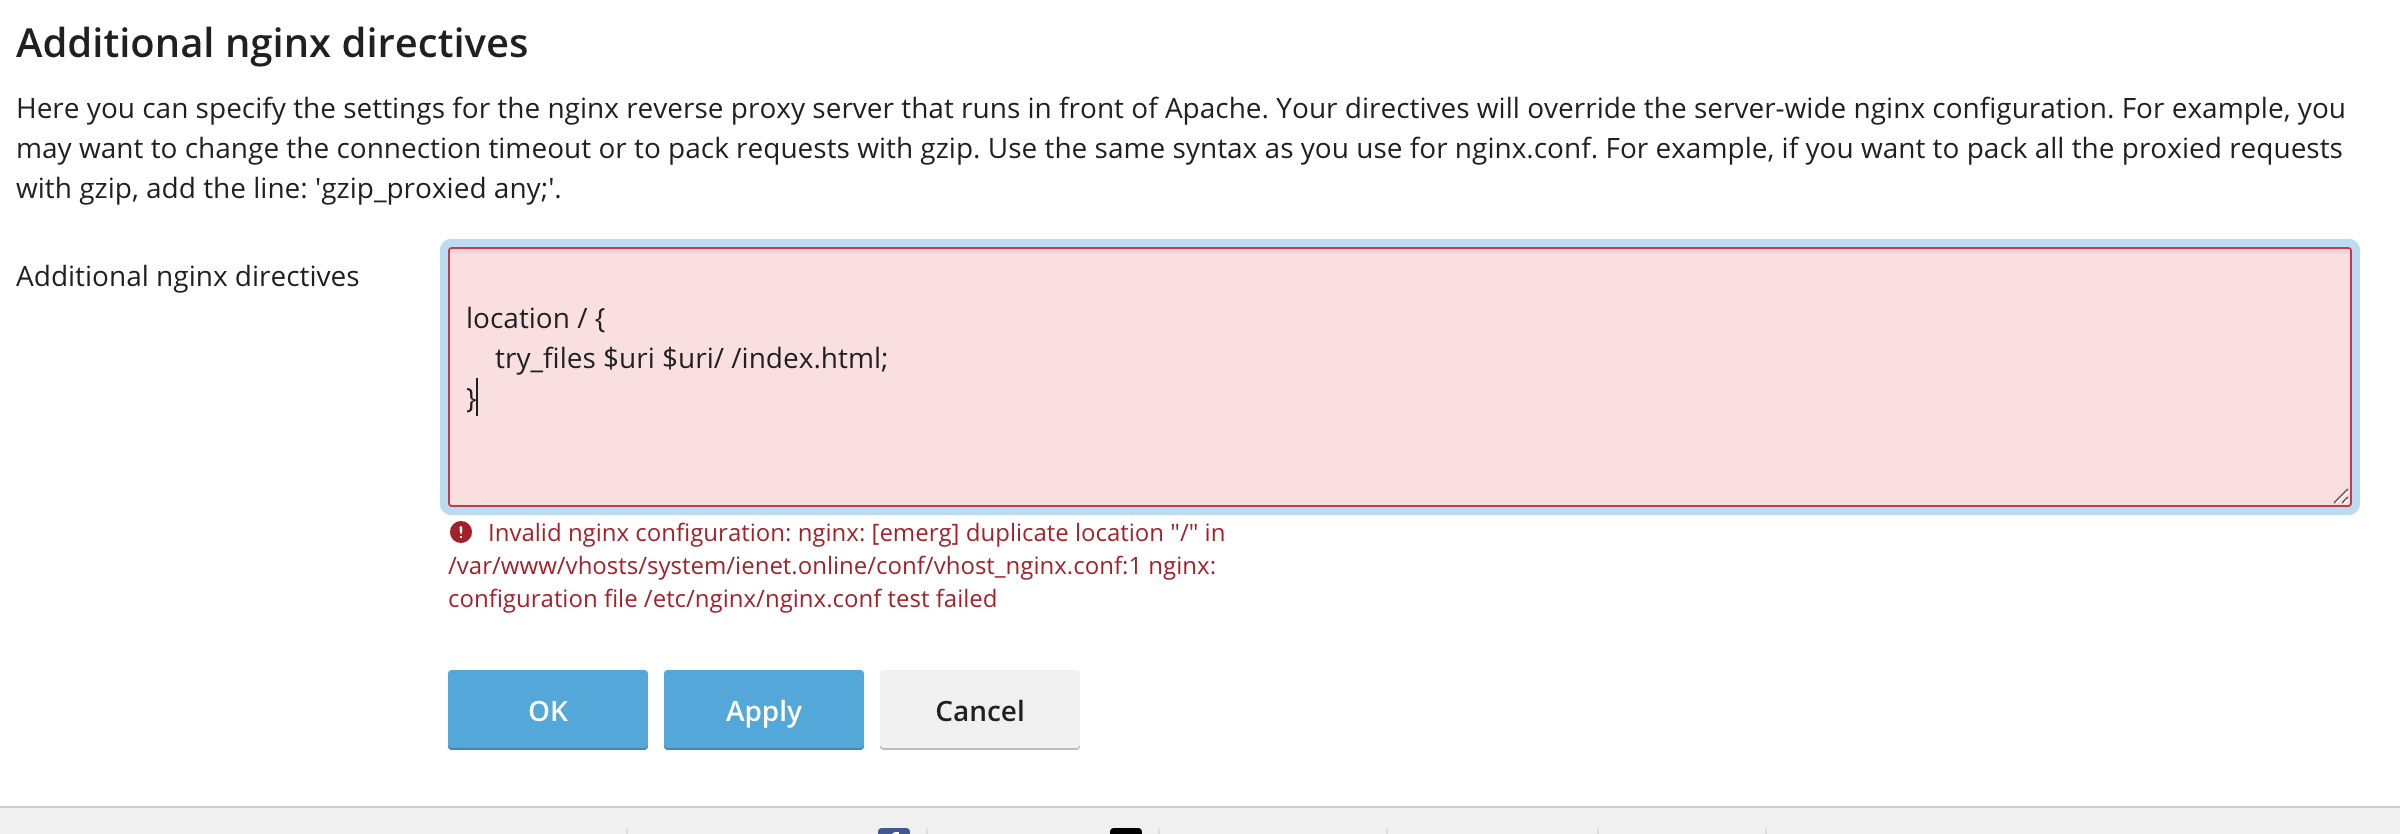 Additional nginx directives
Here you can specify the settings for the nginx reverse proxy server that runs in front of Apache. Your directives will override the server-wide nginx configuration. For example, you
may want to change the connection timeout or to pack requests with gzip. Use the same syntax as you use for nginx.conf. For example, if you want to pack all the proxied requests
with gzip, add the line: 'gzip_proxied any;'.
Additional nginx directives
location / {
    try_files $uri $uri/ /index.html;
}
Invalid nginx configuration: nginx: [emerg] duplicate location "/" in
/var/www/vhosts/system/ienet.online/conf/vhost_nginx.conf:1 nginx:
configuration file /etc/nginx/nginx.conf test failed
OK
Apply
Cancel